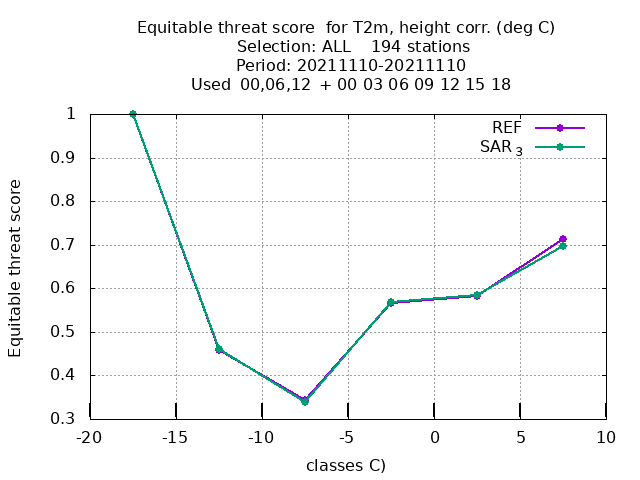 Equitable threat score  for T2m, height corr. (deg C)
Selection: ALL    194 stations
Period: 20211110-20211110
Used  00,06,12  + 00 03 06 09 12 15 18
REF
SAR 3
1
0.9
0.8
0.7
0.6
0.5
0.4
0.3
Equitable threat score
-20 -15 -10 -5 0 5 10
classes C)